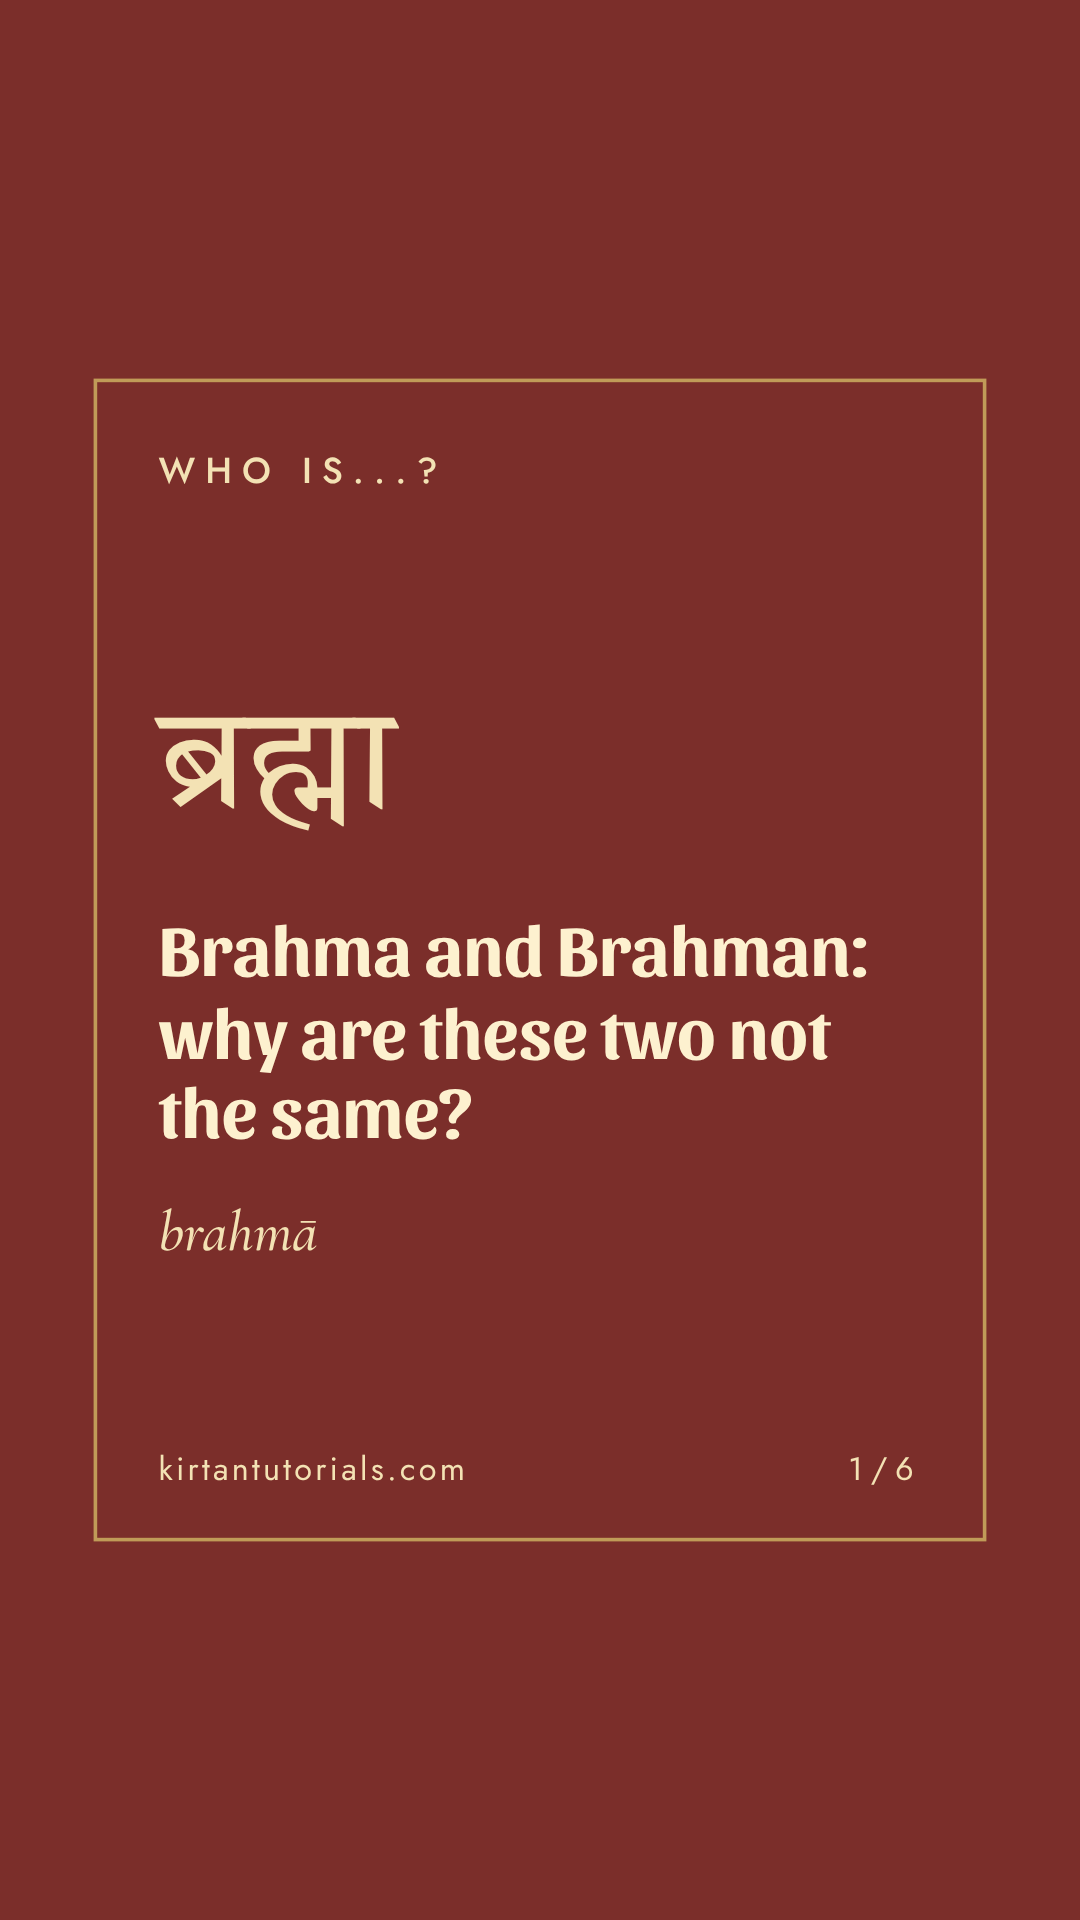 WHO IS...?
ब्रह्मा
Brahma and Brahman:
why are these two not
the same?
brahmā
kirtantutorials.com
1/6